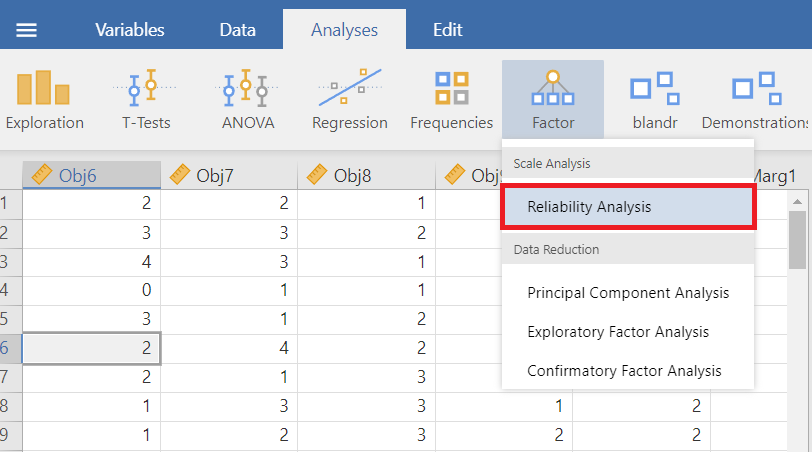 Variables Data Analyses Edit
Exploration T-Tests ANOVA Regression Frequencies Factor blandr Demonstrations
Scale Analysis
Obj6 Obj7 Obj8 Marg1
1 2 2 1 Reliability Analysis
2 3 3 2 Data Reduction
3 4 3 1
4 0 1 1 Principal Component Analysis
5 3 1 2 Exploratory Factor Analysis
6 2 4 2
7 2 1 3 Confirmatory Factor Analysis
8 1 3 3 1 2
9 1 2 3 2 2